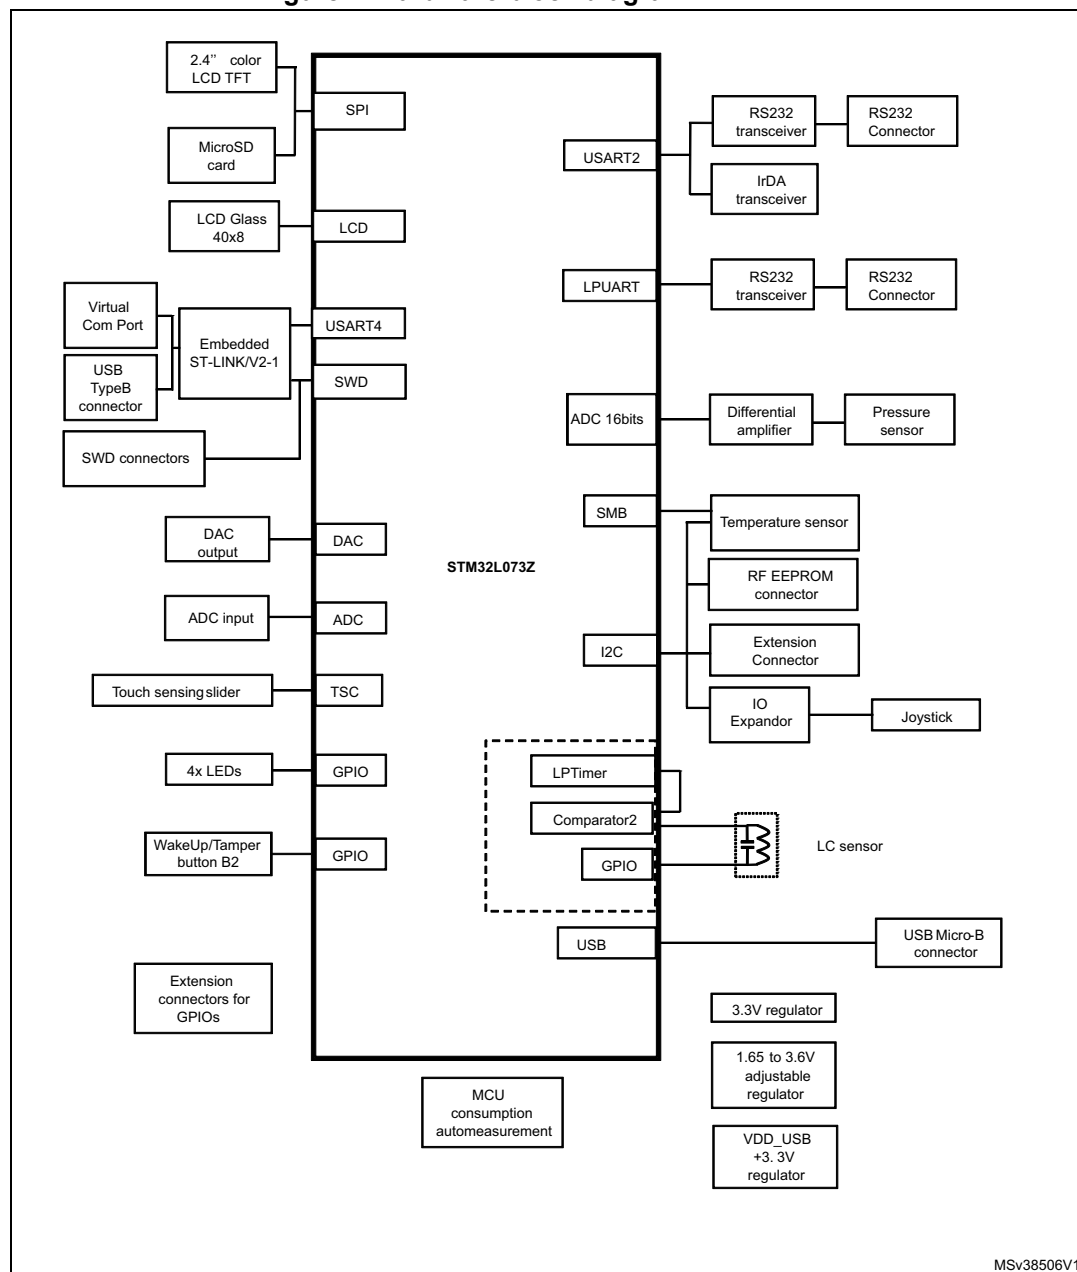 2.4" color
LCD TFT
SPI
MicroSD
card
LCD Glass
40x8
LCD
Virtual
Com Port
Embedded
ST-LINK/V2-1
USART4
USB
TypeB
connector
SWD
SWD connectors
DAC
output
DAC
ADC input
ADC
Touch sensing slider
TSC
4x LEDs
GPIO
WakeUp/Tamper
button B2
GPIO
Extension
connectors for
GPIOs
STM32L073Z
USART2
RS232
transceiver
RS232
Connector
IrDA
transceiver
LPUART
RS232
transceiver
RS232
Connector
ADC 16bits
Differential
amplifier
Pressure
sensor
SMB
Temperature sensor
RF EEPROM
connector
I2C
Extension
Connector
IO
Expandor
Joystick
LPTimer
Comparator2
GPIO
LC sensor
USB
USB Micro-B
connector
3.3V regulator
1.65 to 3.6V
adjustable
regulator
VDD_USB
+3. 3V
regulator
MCU
consumption
automeasurement
MSv38506V1